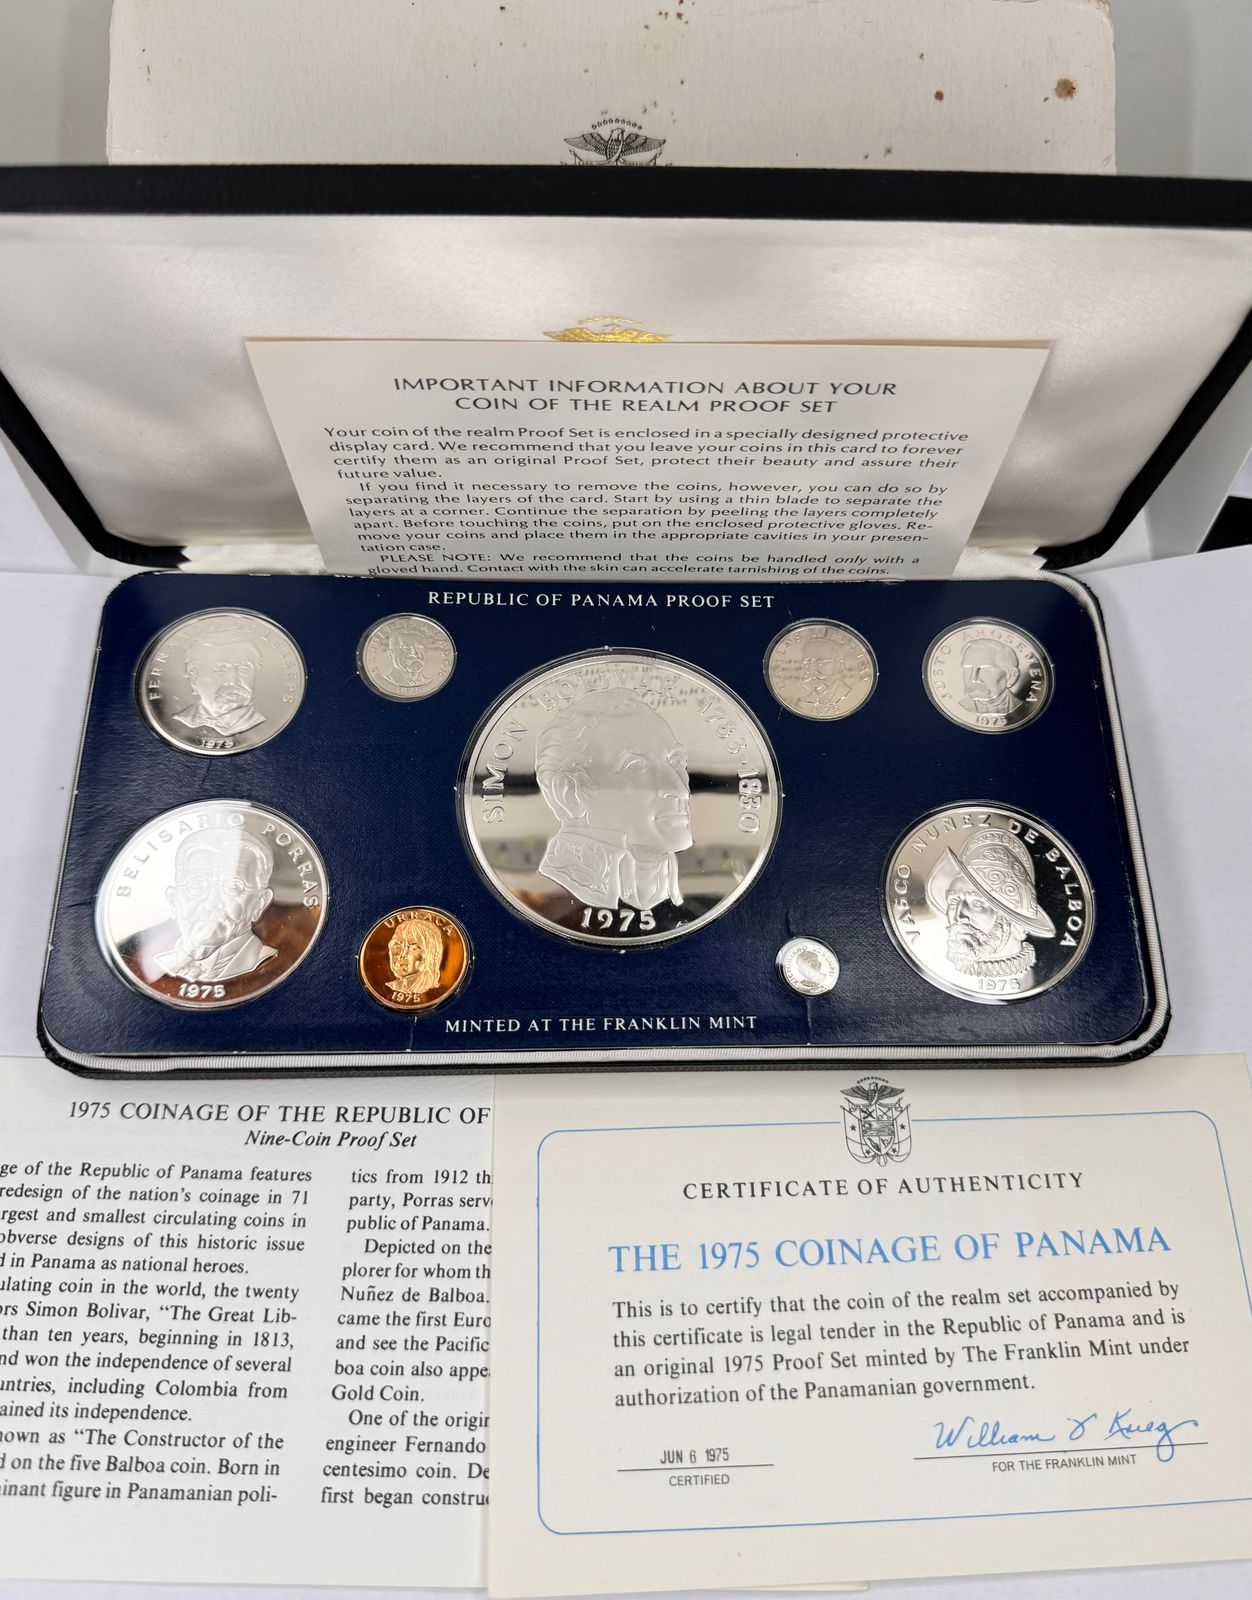 IMPORTANT INFORMATION ABOUT YOUR
COIN OF THE REALM PROOF SET
Your coin of the realm Proof Set is enclosed in a specially designed protective
display card. We recommend that you leave your coins in this card to forever
certify them as an original Proof Set, protect their beauty and assure their
future value.
If you find it necessary to remove the coins, however, you can do so by
separating the layers of the card. Start by using a thin blade to separate the
layers at a corner. Continue the separation by peeling the layers completely
apart. Before touching the coins, put on the enclosed protective gloves. Re-
move your coins and place them in the appropriate cavities in your presen-
tation case.
PLEASE NOTE: We recommend that the coins be handled only with a
gloved hand. Contact with the skin can accelerate tarnishing of the coins.
REPUBLIC OF PANAMA PROOF SET
LESSEPS
1975
1975
SIMON BOLIVAR 1783-1830
1975
1975
JUSTO AROSEMENA
1975
BELISARIO PORRAS
1975
URRACA
1975
VASCO NUÑEZ DE BALBOA
1975
MINTED AT THE FRANKLIN MINT
1975 COINAGE OF THE REPUBLIC OF
Nine-Coin Proof Set
ge of the Republic of Panama features
redesign of the nation's coinage in 71
rgest and smallest circulating coins in
obverse designs of this historic issue
d in Panama as national heroes.
ulating coin in the world, the twenty
ors Simon Bolivar, "The Great Lib-
than ten years, beginning in 1813,
nd won the independence of several
untries, including Colombia from
ained its independence.
nown as "The Constructor of the
d on the five Balboa coin. Born in
inant figure in Panamanian poli-
tics from 1912 th
party, Porras serv
public of Panama.
Depicted on the
plorer for whom th
Nuñez de Balboa.
came the first Euro
and see the Pacific
boa coin also appe
Gold Coin.
One of the origin
engineer Fernando
centesimo coin. De
first began constru
CERTIFICATE OF AUTHENTICITY
THE 1975 COINAGE OF PANAMA
This is to certify that the coin of the realm set accompanied by
this certificate is legal tender in the Republic of Panama and is
an original 1975 Proof Set minted by The Franklin Mint under
authorization of the Panamanian government.
JUN 6 1975
CERTIFIED
William
FOR THE FRANKLIN MINT